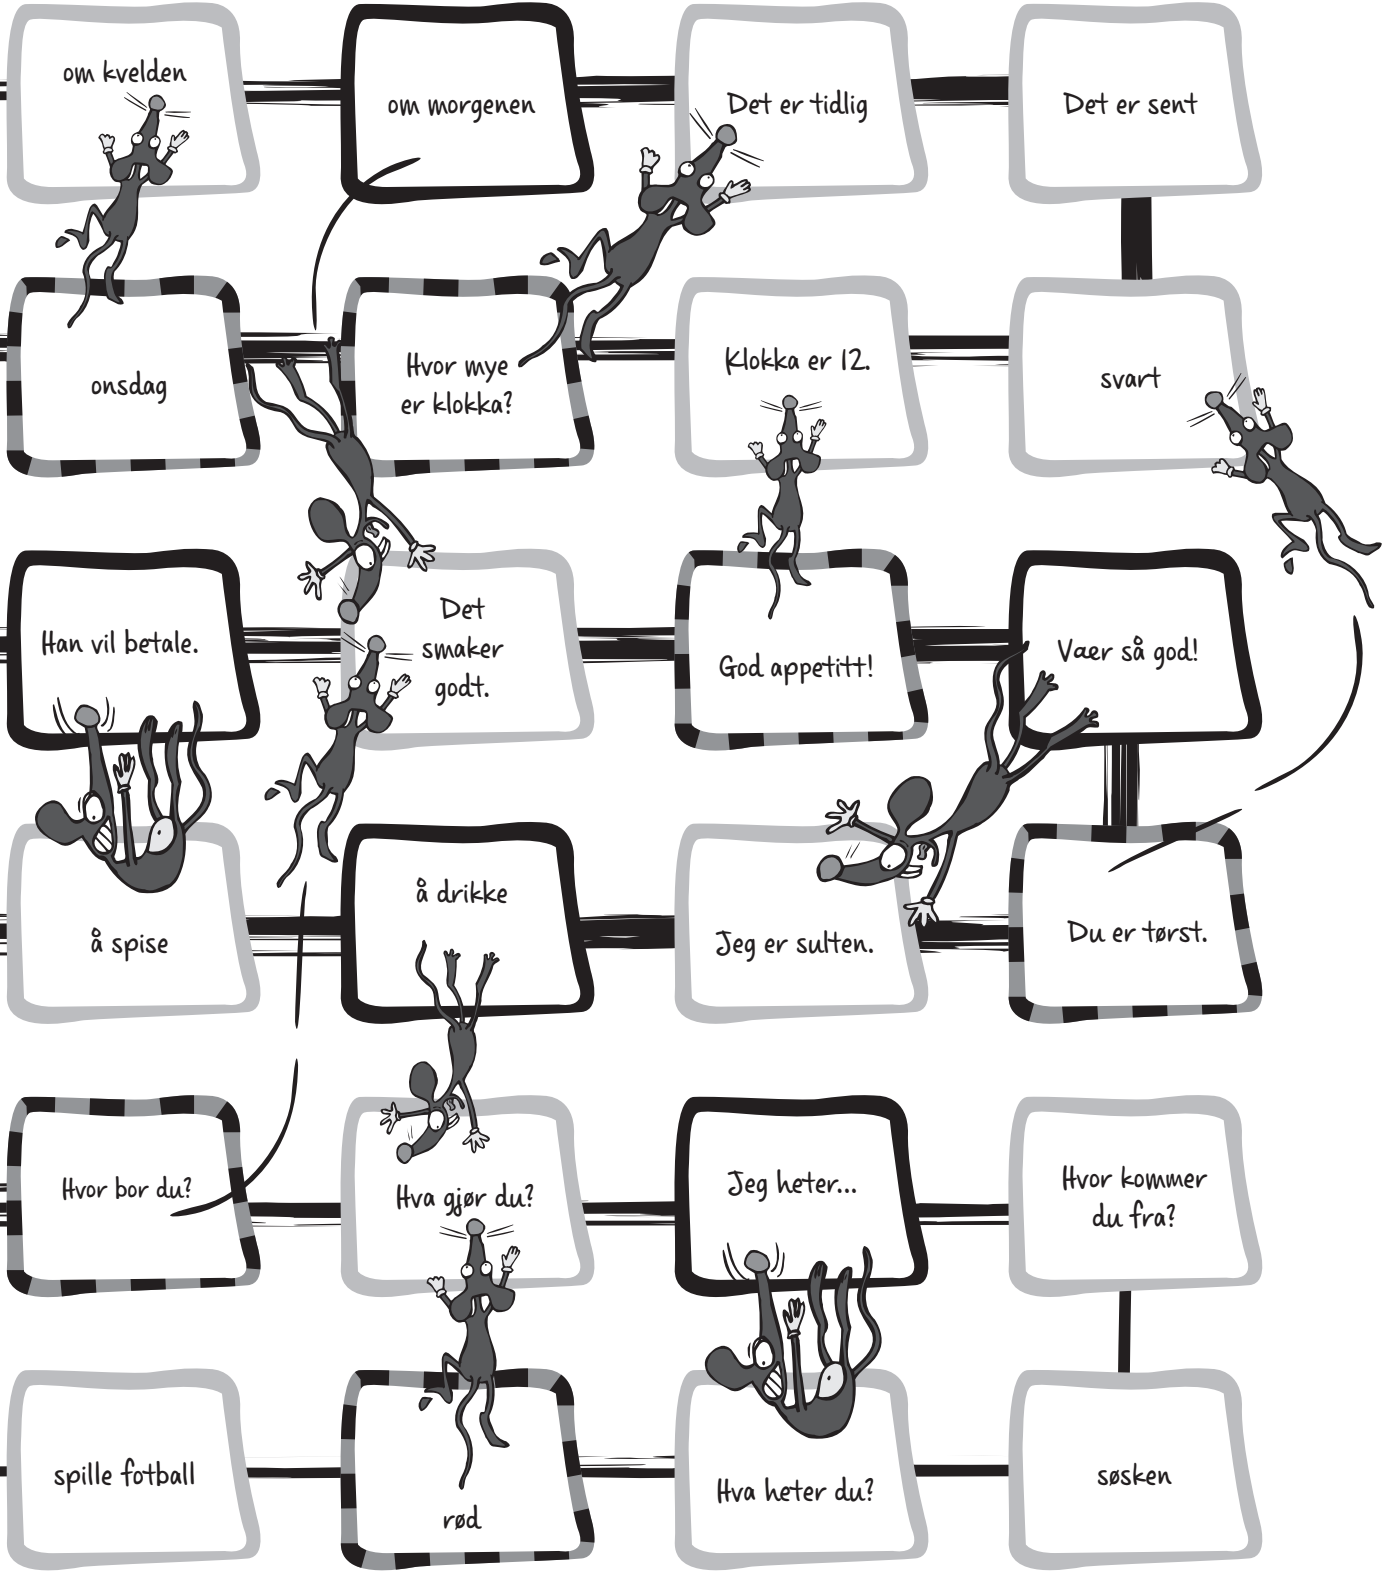 om kvelden
om morgenen
Det er tidlig
Det er sent
onsdag
Hvor mye
er klokka?
Klokka er 12.
svart
Han vil betale.
Det
smaker
godt.
God appetitt!
Vær så god!
å spise
å drikke
Jeg er sulten.
Du er tørst.
Hvor bor du?
Hva gjør du?
Jeg heter...
Hvor kommer
du fra?
spille fotball
rød
Hva heter du?
søsken